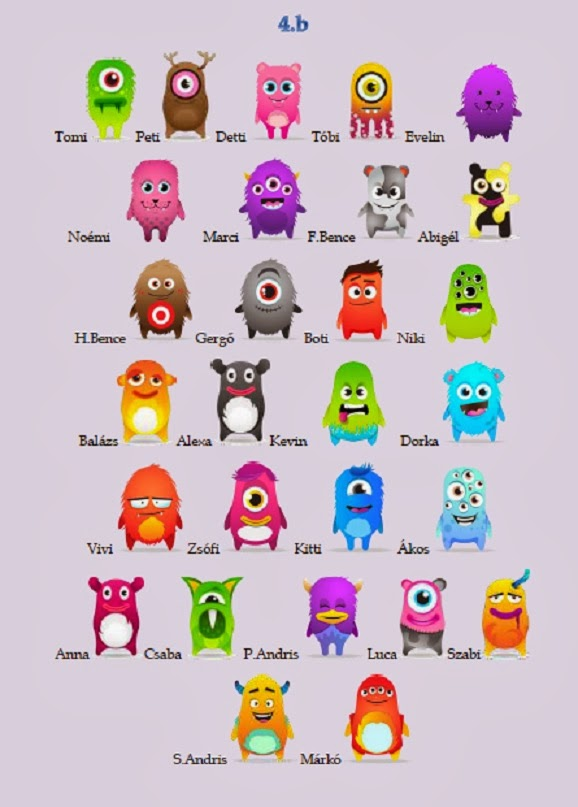 4.b
Tomi Peti Detti Tóbi Evelin
Noémi Marci F.Bence Abigél
H.Bence Gergő Boti Niki
Balázs Alexa Kevin Dorka
Vivi Zsófi Kitti Ákos
Anna Csaba P.Andris Luca Szabi
S.Andris Márkó